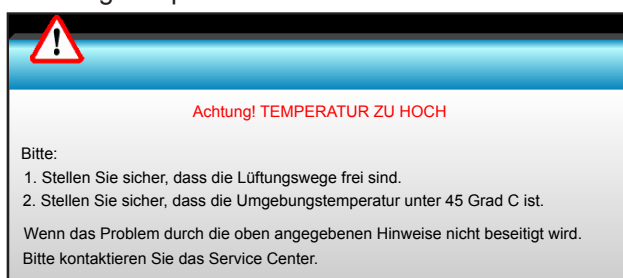 Achtung! TEMPERATUR ZU HOCH
Bitte:
1. Stellen Sie sicher, dass die Lüftungswege frei sind.
2. Stellen Sie sicher, dass die Umgebungstemperatur unter 45 Grad C ist.
Wenn das Problem durch die oben angegebenen Hinweise nicht beseitigt wird.
Bitte kontaktieren Sie das Service Center.